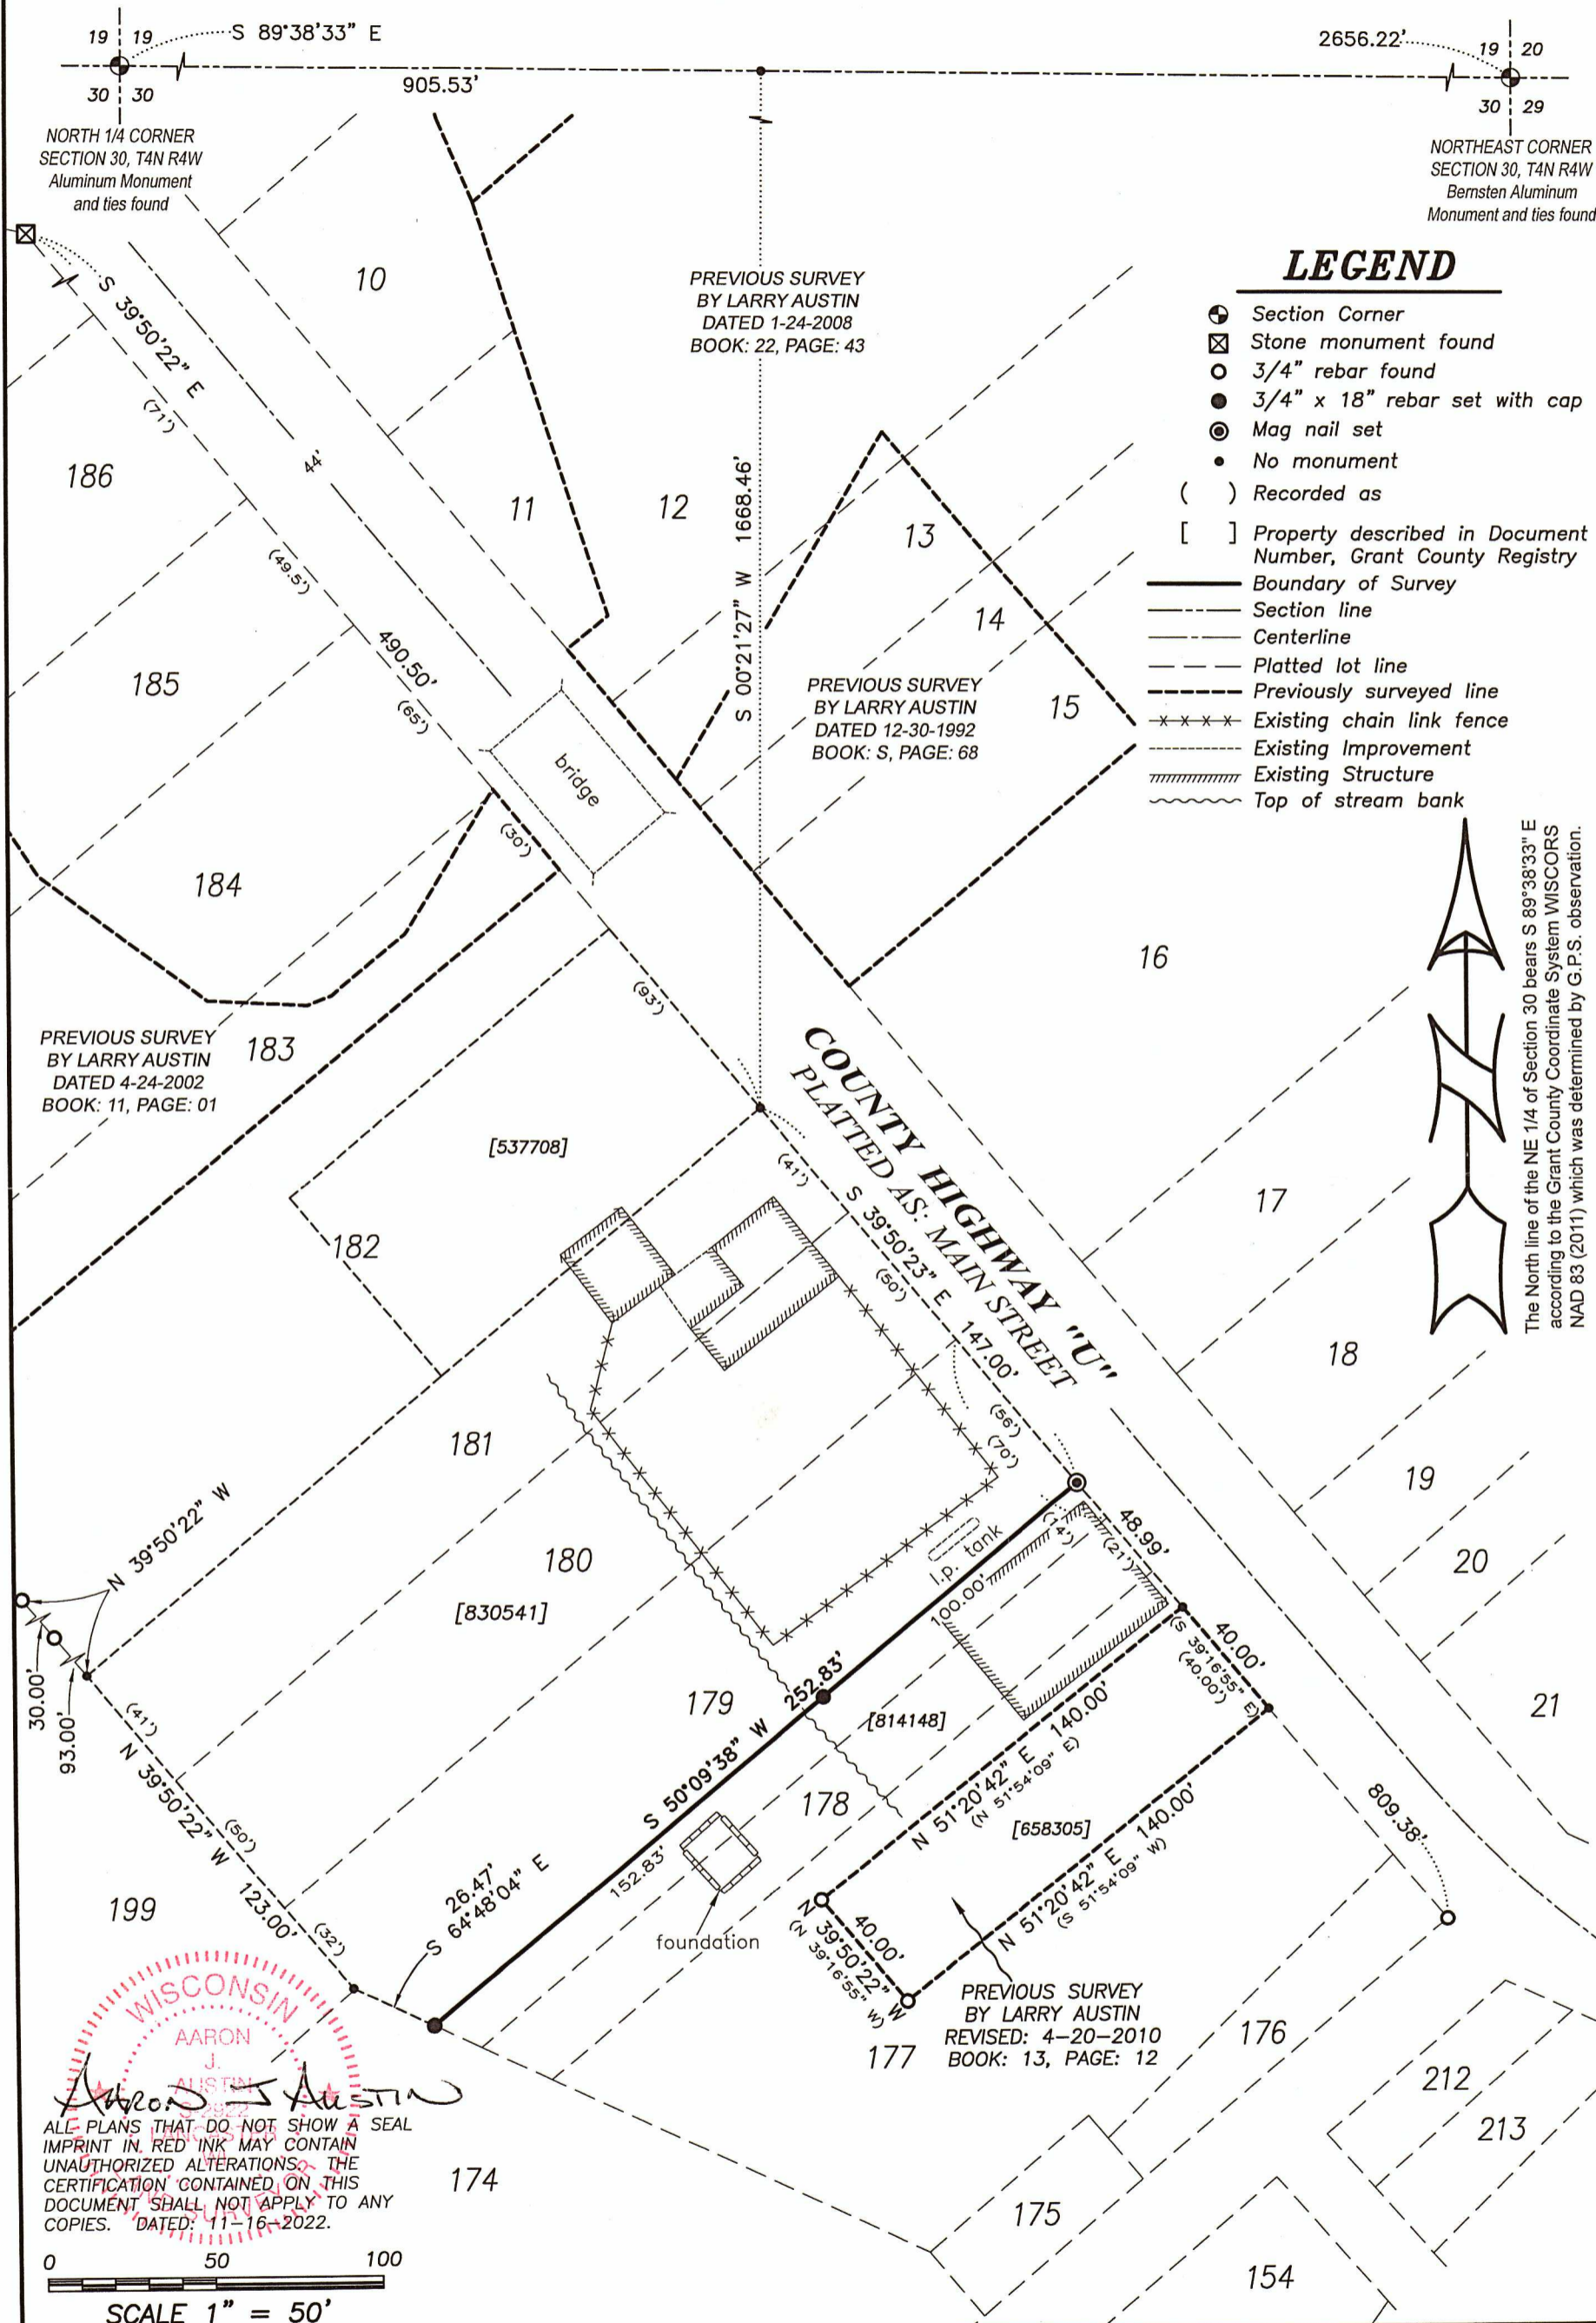 19 19
30 30
S 89°38'33" E
905.53'
2656.22'
19 20
30 29
NORTH 1/4 CORNER
SECTION 30, T4N R4W
Aluminum Monument
and ties found
NORTHEAST CORNER
SECTION 30, T4N R4W
Bernsten Aluminum
Monument and ties found
LEGEND
Section Corner
Stone monument found
3/4" rebar found
3/4" x 18" rebar set with cap
Mag nail set
No monument
( ) Recorded as
[ ] Property described in Document
Number, Grant County Registry
Boundary of Survey
Section line
Centerline
Platted lot line
Previously surveyed line
Existing chain link fence
Existing Improvement
Existing Structure
Top of stream bank
S 39°50'22" E
10
PREVIOUS SURVEY
BY LARRY AUSTIN
DATED 1-24-2008
BOOK: 22, PAGE: 43
(71')
44'
186
11
12
S 00°21'27" W 1668.46'
13
14
15
(49.5')
490.50'
(65')
185
PREVIOUS SURVEY
BY LARRY AUSTIN
DATED 12-30-1992
BOOK: S, PAGE: 68
bridge
(30')
184
16
(93')
PREVIOUS SURVEY
BY LARRY AUSTIN
DATED 4-24-2002
BOOK: 11, PAGE: 01
183
The North line of the NE 1/4 of Section 30 bears S 89°38'33" E
according to the Grant County Coordinate System WISCORS
NAD 83 (2011) which was determined by G.P.S. observation.
N
COUNTY HIGHWAY "U"
PLATTED AS: MAIN STREET
[537708]
(41')
S 39°50'23" E 147.00'
(50')
17
182
18
(56')
(70')
181
19
N 39°50'22" W
48.99'
(14')
(21')
l.p. tank
100.00'
20
180
[830541]
40.00'
(S 39°16'55" E)
(40.00')
30.00'
93.00'
(41')
179
252.83'
S 50°09'38" W
[814148]
21
N 39°50'22" W 123.00'
(50')
178
N 51°20'42" E 140.00'
(N 51°54'09" E)
[658305]
N 51°20'42" E 140.00'
(S 51°54'09" W)
809.38'
152.83'
26.47'
S 64°48'04" E
199
(32')
foundation
40.00'
N 39°50'22" W
(N 39°16'55" W)
PREVIOUS SURVEY
BY LARRY AUSTIN
REVISED: 4-20-2010
BOOK: 13, PAGE: 12
177
176
212
213
WISCONSIN
AARON
J.
AUSTIN
S-2922
LANCASTER
WI
LAND SURVEYOR
AARON J AUSTIN
ALL PLANS THAT DO NOT SHOW A SEAL
IMPRINT IN RED INK MAY CONTAIN
UNAUTHORIZED ALTERATIONS. THE
CERTIFICATION CONTAINED ON THIS
DOCUMENT SHALL NOT APPLY TO ANY
COPIES. DATED: 11-16-2022.
174
175
154
0 50 100
SCALE 1" = 50'